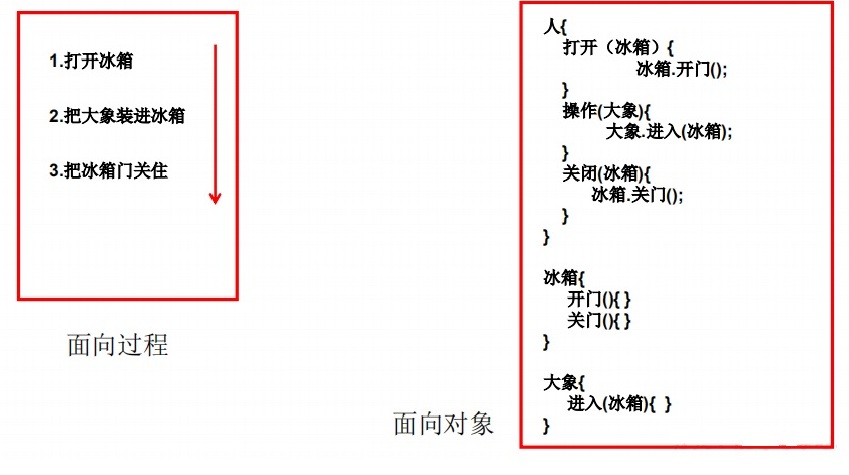 1.打开冰箱
2.把大象装进冰箱
3.把冰箱门关住
面向过程
人{
打开（冰箱）{
冰箱.开门();
}
操作(大象){
大象.进入(冰箱);
}
关闭(冰箱){
冰箱.关门();
}
}
冰箱{
开门(){ }
关门(){ }
}
大象{
进入(冰箱){ }
}
面向对象